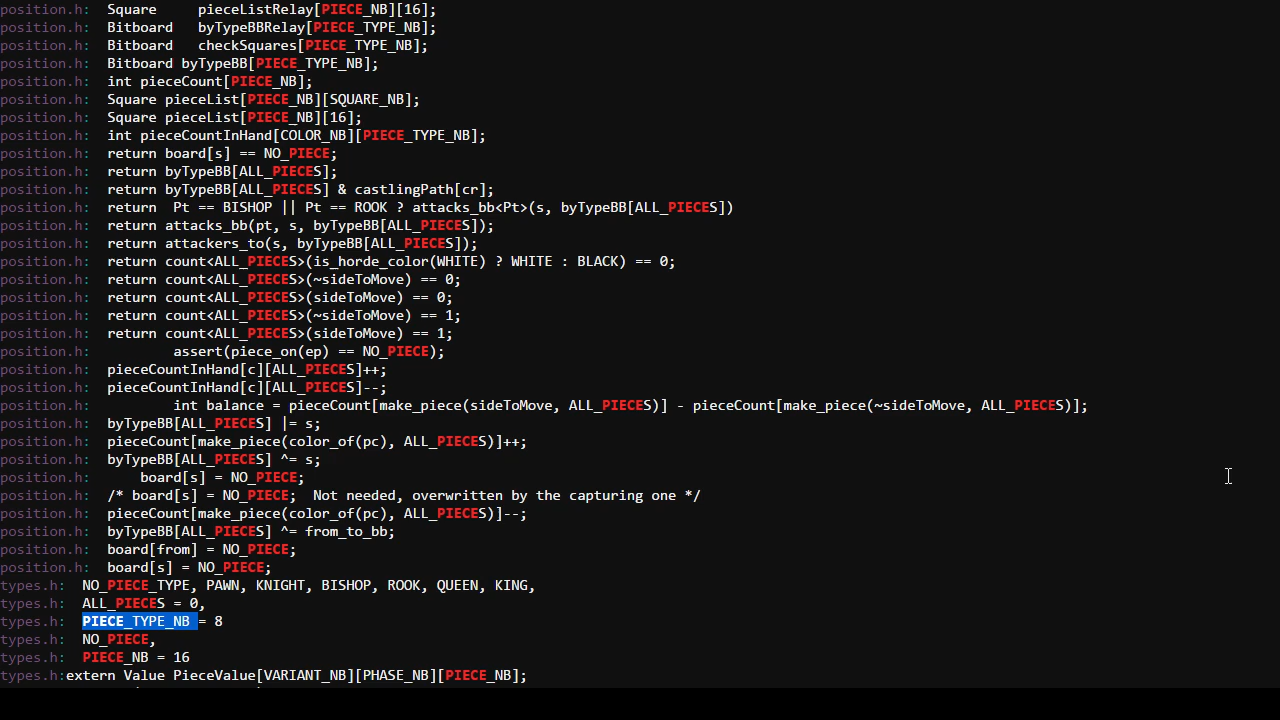 position.h:  Square     pieceListRelay[PIECE_NB][16];
position.h:  Bitboard   byTypeBBRelay[PIECE_TYPE_NB];
position.h:  Bitboard   checkSquares[PIECE_TYPE_NB];
position.h:  Bitboard byTypeBB[PIECE_TYPE_NB];
position.h:  int pieceCount[PIECE_NB];
position.h:  Square pieceList[PIECE_NB][SQUARE_NB];
position.h:  Square pieceList[PIECE_NB][16];
position.h:  int pieceCountInHand[COLOR_NB][PIECE_TYPE_NB];
position.h:  return board[s] == NO_PIECE;
position.h:  return byTypeBB[ALL_PIECES];
position.h:  return byTypeBB[ALL_PIECES] & castlingPath[cr];
position.h:  return  Pt == BISHOP || Pt == ROOK ? attacks_bb<Pt>(s, byTypeBB[ALL_PIECES])
position.h:  return attacks_bb(pt, s, byTypeBB[ALL_PIECES]);
position.h:  return attackers_to(s, byTypeBB[ALL_PIECES]);
position.h:  return count<ALL_PIECES>(is_horde_color(WHITE) ? WHITE : BLACK) == 0;
position.h:  return count<ALL_PIECES>(~sideToMove) == 0;
position.h:  return count<ALL_PIECES>(sideToMove) == 0;
position.h:  return count<ALL_PIECES>(~sideToMove) == 1;
position.h:  return count<ALL_PIECES>(sideToMove) == 1;
position.h:          assert(piece_on(ep) == NO_PIECE);
position.h:  pieceCountInHand[c][ALL_PIECES]++;
position.h:  pieceCountInHand[c][ALL_PIECES]--;
position.h:          int balance = pieceCount[make_piece(sideToMove, ALL_PIECES)] - pieceCount[make_piece(~sideToMove, ALL_PIECES)];
position.h:  byTypeBB[ALL_PIECES] |= s;
position.h:  pieceCount[make_piece(color_of(pc), ALL_PIECES)]++;
position.h:  byTypeBB[ALL_PIECES] ^= s;
position.h:      board[s] = NO_PIECE;
position.h:  /* board[s] = NO_PIECE;  Not needed, overwritten by the capturing one */
position.h:  pieceCount[make_piece(color_of(pc), ALL_PIECES)]--;
position.h:  byTypeBB[ALL_PIECES] ^= from_to_bb;
position.h:  board[from] = NO_PIECE;
position.h:  board[s] = NO_PIECE;
types.h:  NO_PIECE_TYPE, PAWN, KNIGHT, BISHOP, ROOK, QUEEN, KING,
types.h:  ALL_PIECES = 0,
types.h:  PIECE_TYPE_NB = 8
types.h:  NO_PIECE,
types.h:  PIECE_NB = 16
types.h:extern Value PieceValue[VARIANT_NB][PHASE_NB][PIECE_NB];